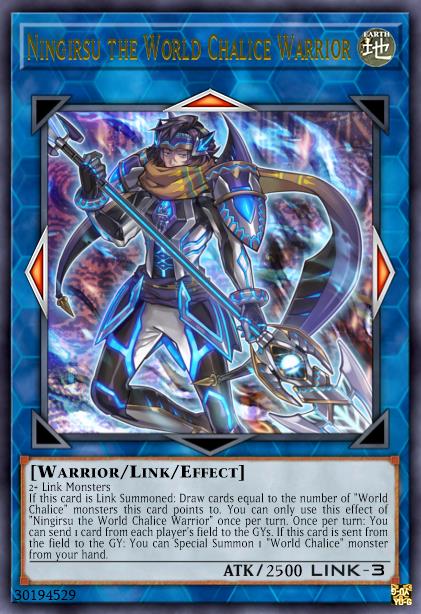 Ningirsu the World Chalice Warrior
EARTH
地
[Warrior/Link/Effect]
2+ Link Monsters
If this card is Link Summoned: Draw cards equal to the number of "World
Chalice" monsters this card points to. You can only use this effect of
"Ningirsu the World Chalice Warrior" once per turn. Once per turn: You
can send 1 card from each player's field to the GYs. If this card is sent from
the field to the GY: You can Special Summon 1 "World Chalice" monster
from your hand.
ATK/2500 LINK-3
30194529